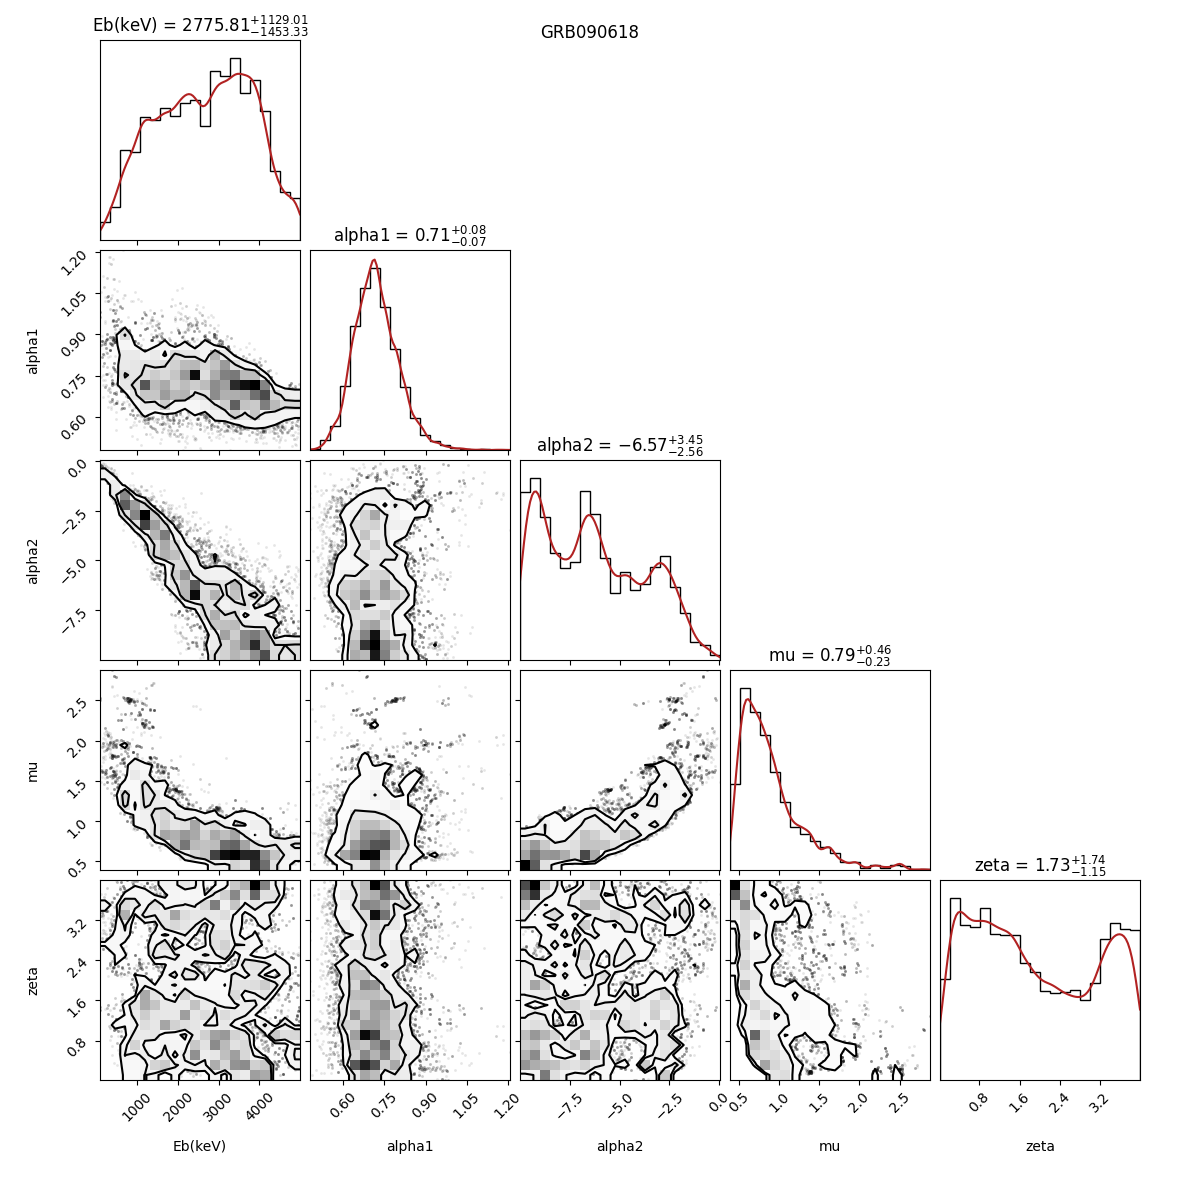 GRB090618
Eb(keV) = 2775.81+1129.01−1453.33
alpha1 = 0.71+0.08−0.07
1.20
1.05
0.90
0.75
0.60
alpha1
alpha2 = −6.57+3.45−2.56
0.0
−2.5
−5.0
−7.5
alpha2
mu = 0.79+0.46−0.23
2.5
2.0
1.5
1.0
0.5
mu
zeta = 1.73+1.74−1.15
3.2
2.4
1.6
0.8
zeta
1000 2000 3000 4000 0.60 0.75 0.90 1.05 1.20 −7.5 −5.0 −2.5 0.0 0.5 1.0 1.5 2.0 2.5 0.8 1.6 2.4 3.2
Eb(keV) alpha1 alpha2 mu zeta